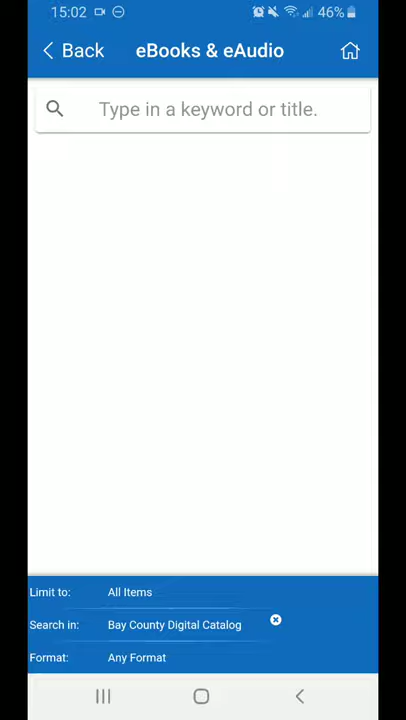 15:02 46%
Back eBooks & eAudio
Type in a keyword or title.
Limit to: All Items
Search in: Bay County Digital Catalog
Format: Any Format